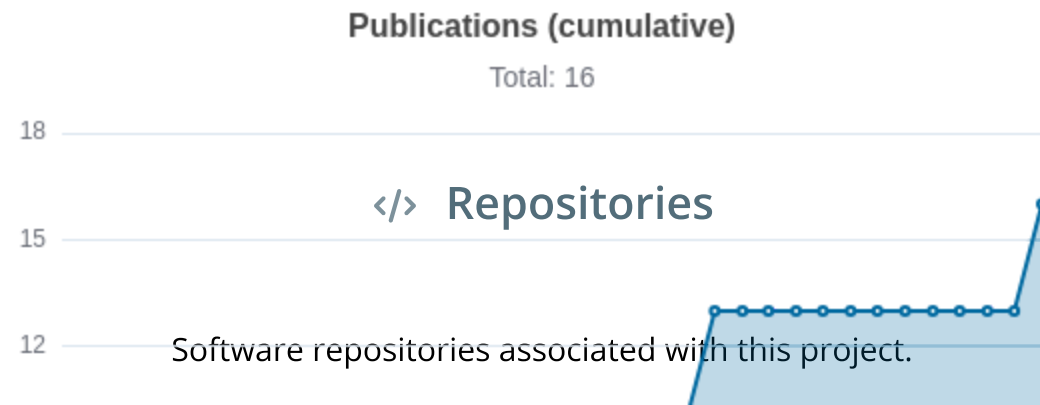 Publications (cumulative)
Total: 16
18
</> Repositories
15
12
Software repositories associated with this project.